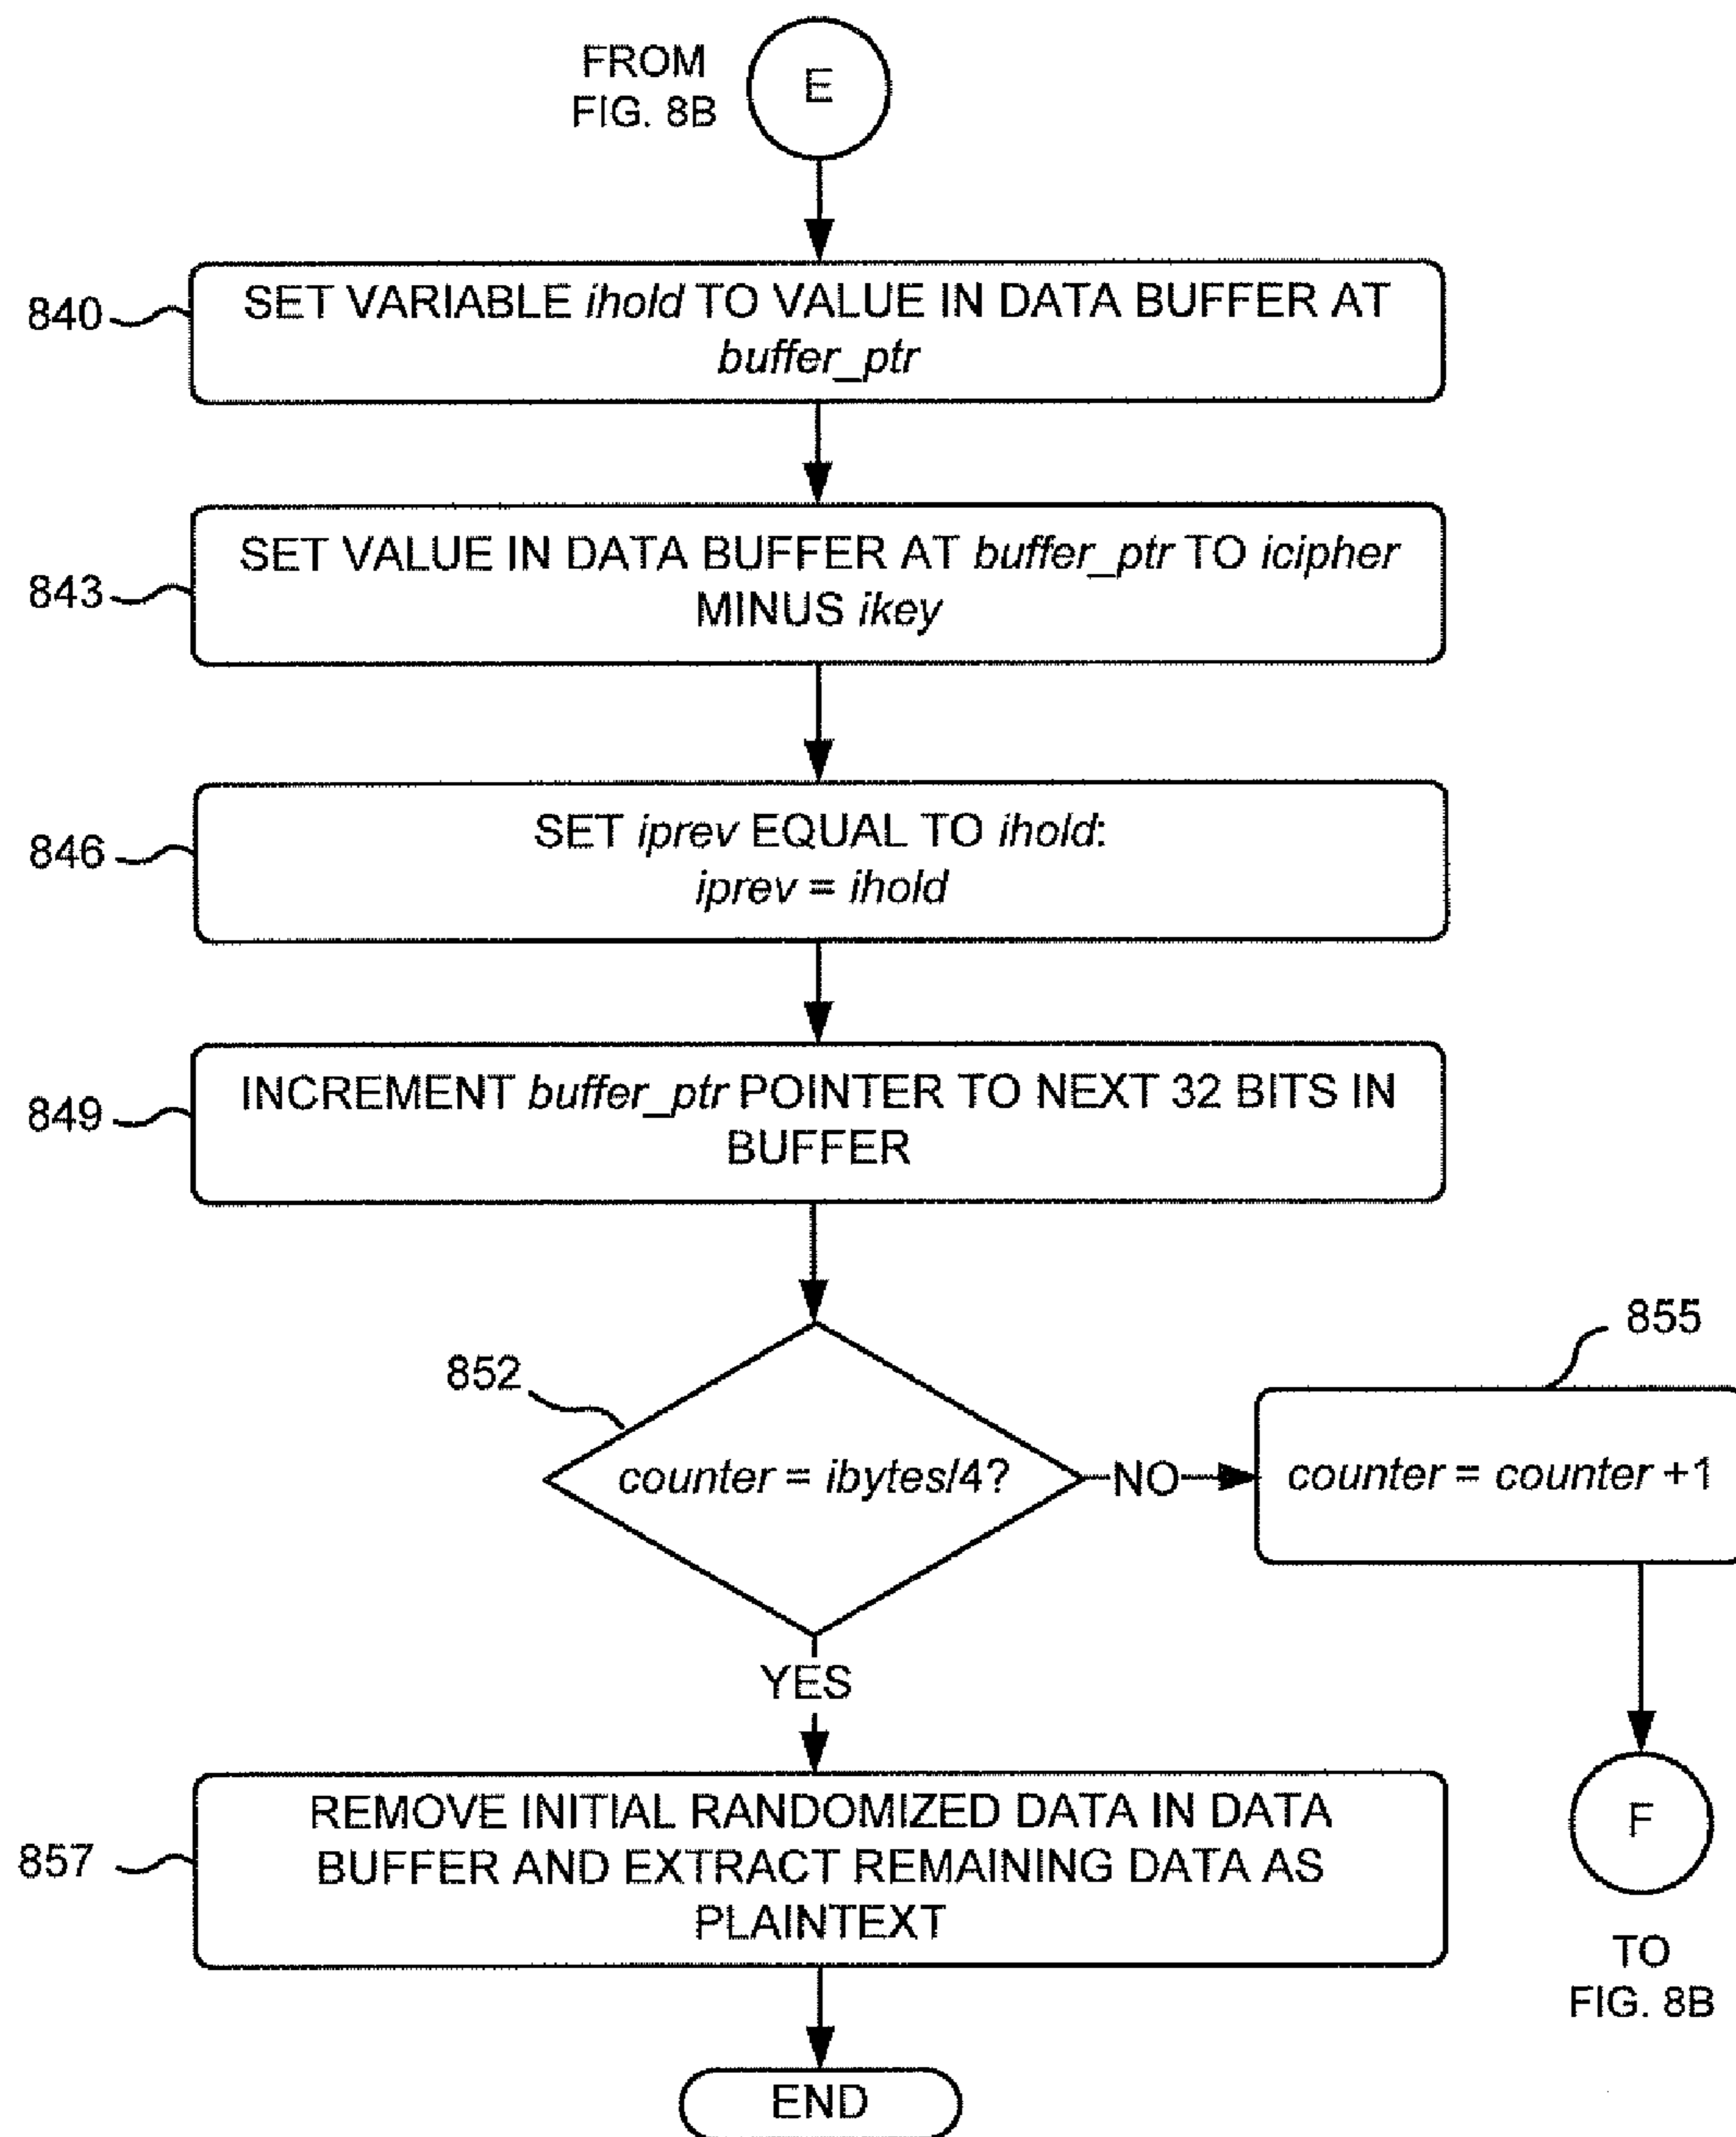 FROM
FIG. 8B
E
840
SET VARIABLE ihold TO VALUE IN DATA BUFFER AT
buffer_ptr
843
SET VALUE IN DATA BUFFER AT buffer_ptr TO icipher
MINUS ikey
846
SET iprev EQUAL TO ihold:
iprev = ihold
849
INCREMENT buffer_ptr POINTER TO NEXT 32 BITS IN
BUFFER
852
counter = ibytes/4?
NO
855
counter = counter +1
YES
857
REMOVE INITIAL RANDOMIZED DATA IN DATA
BUFFER AND EXTRACT REMAINING DATA AS
PLAINTEXT
F
TO
FIG. 8B
END